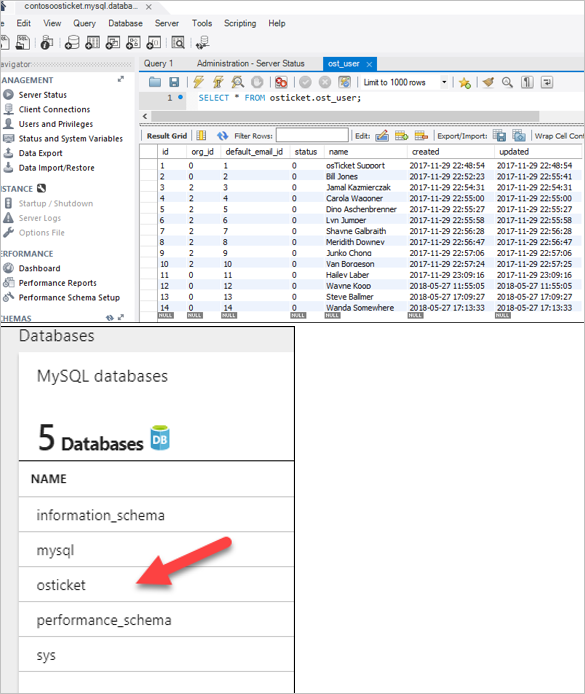 contosoosticket.mysql.databa...
File Edit View Query Database Server Tools Scripting Help
Navigator
MANAGEMENT
Server Status
Client Connections
Users and Privileges
Status and System Variables
Data Export
Data Import/Restore
INSTANCE
Startup / Shutdown
Server Logs
Options File
PERFORMANCE
Dashboard
Performance Reports
Performance Schema Setup
SCHEMAS
Query 1 Administration - Server Status ost_user
Limit to 1000 rows
1 SELECT * FROM osticket.ost_user;
Result Grid Filter Rows: Edit: Export/Import: Wrap Cell Cont
id org_id default_email_id status name created updated
1 0 1 0 osTicket Support 2017-11-29 22:48:54 2017-11-29 22:48:54
2 0 2 0 Bill Jones 2017-11-29 22:52:23 2017-11-29 22:55:41
3 2 3 0 Jamal Kazmierczak 2017-11-29 22:54:31 2017-11-29 22:54:31
4 2 4 0 Carola Wagoner 2017-11-29 22:55:00 2017-11-29 22:55:00
5 2 5 0 Dino Aschenbrenner 2017-11-29 22:55:27 2017-11-29 22:55:27
6 2 6 0 Lyn Jumper 2017-11-29 22:55:58 2017-11-29 22:55:58
7 2 7 0 Shayne Galbraith 2017-11-29 22:56:28 2017-11-29 22:56:28
8 2 8 0 Meridith Downey 2017-11-29 22:56:47 2017-11-29 22:56:47
9 2 9 0 Junko Chong 2017-11-29 22:57:06 2017-11-29 22:57:06
10 2 10 0 Van Borgeson 2017-11-29 22:57:24 2017-11-29 22:57:25
11 0 11 0 Hailey Laber 2017-11-29 23:09:16 2017-11-29 23:09:16
12 0 12 0 Wayne Koop 2018-05-27 11:55:05 2018-05-27 11:55:05
13 0 13 0 Steve Ballmer 2018-05-27 17:09:27 2018-05-27 17:09:27
14 0 14 0 Wanda Somewhere 2018-05-27 17:13:33 2018-05-27 17:13:33
NULL NULL NULL NULL NULL NULL NULL
Databases
MySQL databases
5 Databases DB
NAME
information_schema
mysql
osticket
performance_schema
sys